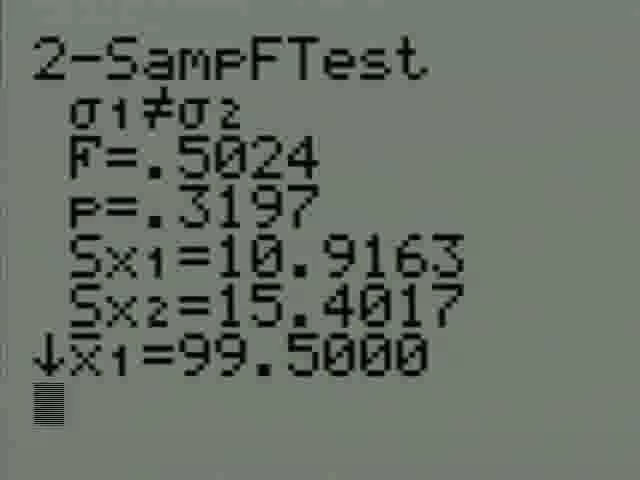 2-SampFTest
σ1≠σ2
F=.5024
p=.3197
Sx1=10.9163
Sx2=15.4017
↓x̄1=99.5000